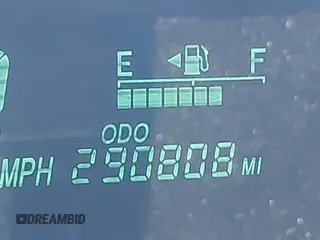 E F
ODO
MPH 290808 MI
DREAMBID